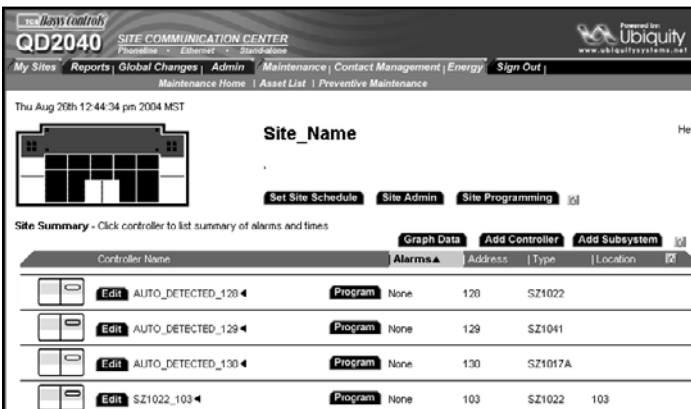 TCS Basys Controls
QD2040 SITE COMMUNICATION CENTER
Phoneline • Ethernet • Stand-alone
Powered by:
Ubiquity
www.ubiquitysystems.net
My Sites | Reports | Global Changes | Admin | Maintenance | Contact Management | Energy | Sign Out |
Maintenance Home | Asset List | Preventive Maintenance
Thu Aug 26th 12:44:34 pm 2004 MST
Site_Name
He
.
Set Site Schedule Site Admin Site Programming
Site Summary - Click controller to list summary of alarms and times
Graph Data Add Controller Add Subsystem
Controller Name | Alarms▲ | Address | Type | Location
Edit AUTO_DETECTED_128◄ Program None 128 SZ1022
Edit AUTO_DETECTED_129◄ Program None 129 SZ1041
Edit AUTO_DETECTED_130◄ Program None 130 SZ1017A
Edit SZ1022_103◄ Program None 103 SZ1022 103